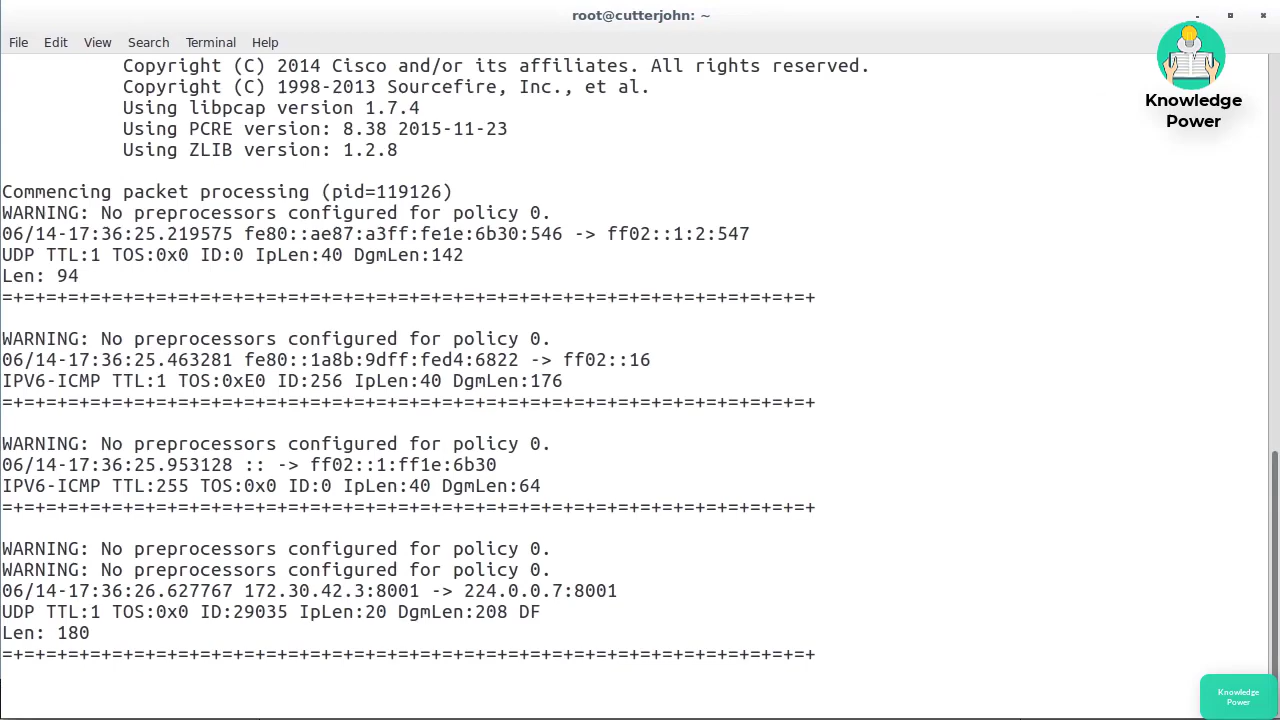 root@cutterjohn: ~
File Edit View Search Terminal Help
Copyright (C) 2014 Cisco and/or its affiliates. All rights reserved.
Copyright (C) 1998-2013 Sourcefire, Inc., et al.
Using libpcap version 1.7.4
Using PCRE version: 8.38 2015-11-23
Using ZLIB version: 1.2.8
Knowledge
Power
Commencing packet processing (pid=119126)
WARNING: No preprocessors configured for policy 0.
06/14-17:36:25.219575 fe80::ae87:a3ff:fe1e:6b30:546 -> ff02::1:2:547
UDP TTL:1 TOS:0x0 ID:0 IpLen:40 DgmLen:142
Len: 94
=+=+=+=+=+=+=+=+=+=+=+=+=+=+=+=+=+=+=+=+=+=+=+=+=+=+=+=+=+=+=+=+=+=+=+=+=+
WARNING: No preprocessors configured for policy 0.
06/14-17:36:25.463281 fe80::1a8b:9dff:fed4:6822 -> ff02::16
IPV6-ICMP TTL:1 TOS:0xE0 ID:256 IpLen:40 DgmLen:176
=+=+=+=+=+=+=+=+=+=+=+=+=+=+=+=+=+=+=+=+=+=+=+=+=+=+=+=+=+=+=+=+=+=+=+=+=+
WARNING: No preprocessors configured for policy 0.
06/14-17:36:25.953128 :: -> ff02::1:ff1e:6b30
IPV6-ICMP TTL:255 TOS:0x0 ID:0 IpLen:40 DgmLen:64
=+=+=+=+=+=+=+=+=+=+=+=+=+=+=+=+=+=+=+=+=+=+=+=+=+=+=+=+=+=+=+=+=+=+=+=+=+
WARNING: No preprocessors configured for policy 0.
WARNING: No preprocessors configured for policy 0.
06/14-17:36:26.627767 172.30.42.3:8001 -> 224.0.0.7:8001
UDP TTL:1 TOS:0x0 ID:29035 IpLen:20 DgmLen:208 DF
Len: 180
=+=+=+=+=+=+=+=+=+=+=+=+=+=+=+=+=+=+=+=+=+=+=+=+=+=+=+=+=+=+=+=+=+=+=+=+=+
Knowledge
Power